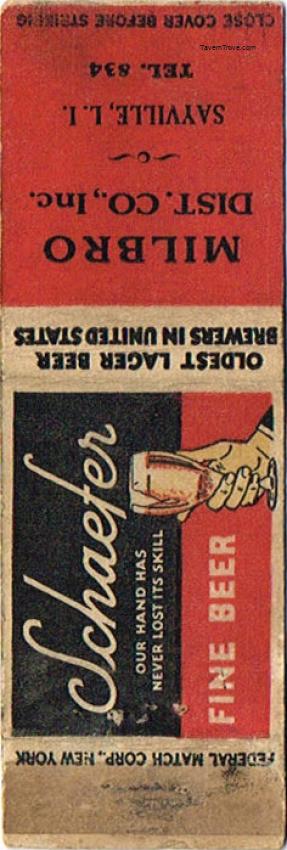 CLOSE COVER BEFORE STRIKING
TavernTrove.com
TEL. 834
SAYVILLE, L. I.
MILBRO
DIST. CO., Inc.
OLDEST LAGER BEER
BREWERS IN UNITED STATES
Schaefer
OUR HAND HAS
NEVER LOST ITS SKILL
FINE BEER
FEDERAL MATCH CORP., NEW YORK